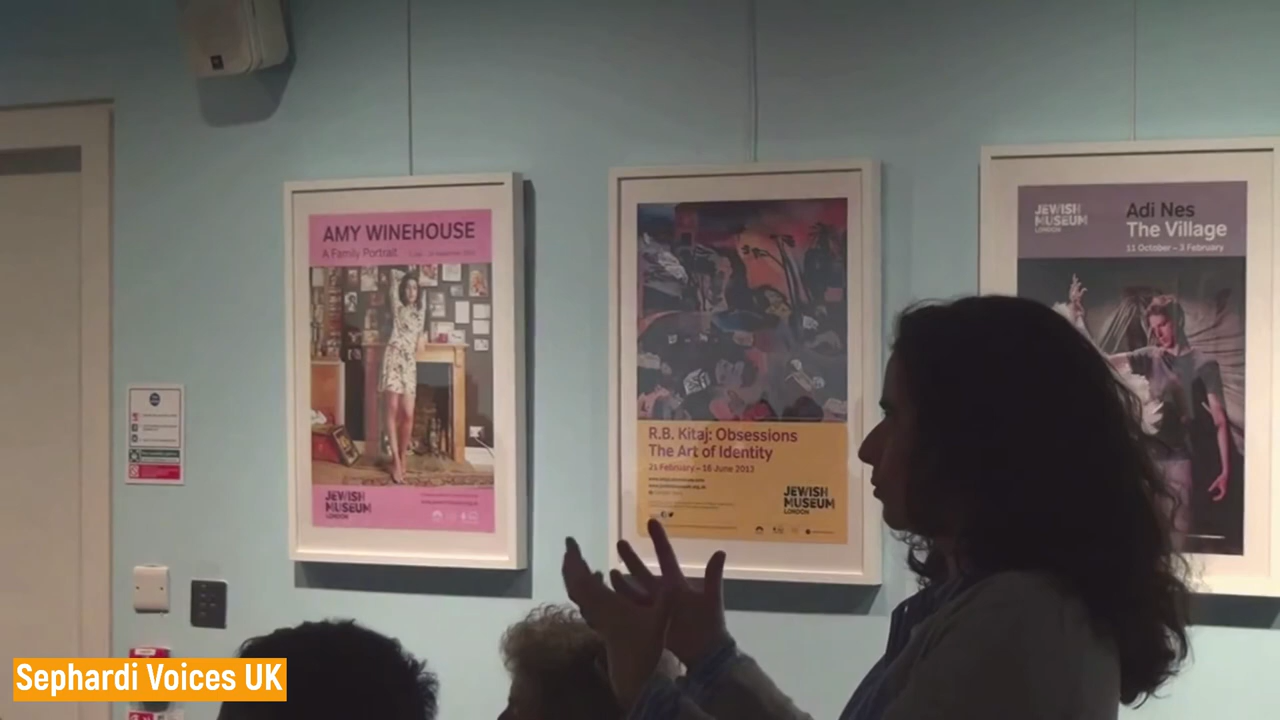 AMY WINEHOUSE
A Family Portrait
JEWISH
MUSEUM
LONDON
R.B. Kitaj: Obsessions
The Art of Identity
21 February – 16 June 2013
JEWISH
MUSEUM
LONDON
JEWISH
MUSEUM
LONDON
Adi Nes
The Village
11 October – 3 February
Sephardi Voices UK